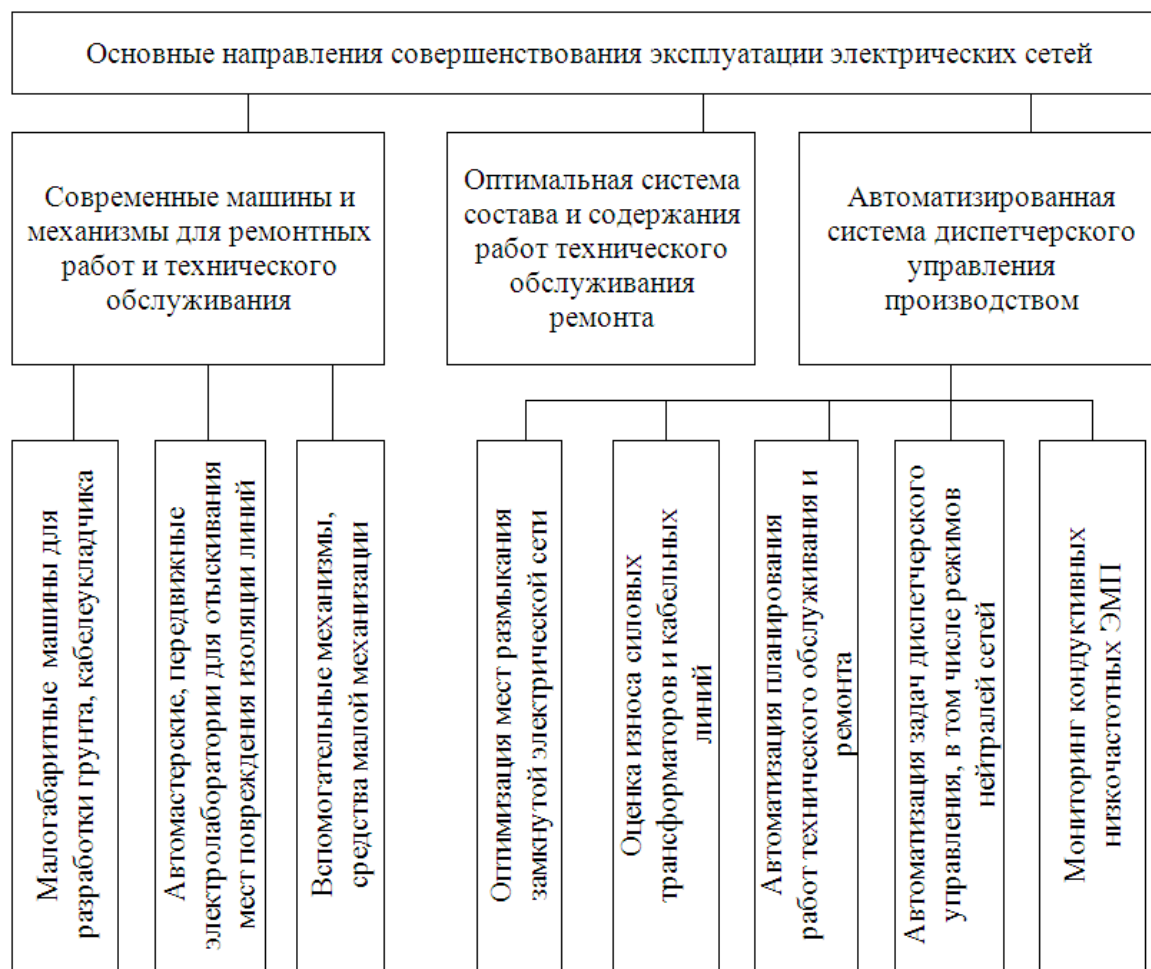 Основные направления совершенствования эксплуатации электрических сетей
Современные машины и
механизмы для ремонтных
работ и технического
обслуживания
Оптимальная система
состава и содержания
работ технического
обслуживания
ремонта
Автоматизированная
система диспетчерского
управления
производством
Малогабаритные машины для
разработки грунта, кабелеукладчика
Автомастерские, передвижные
электролаборатории для отыскивания
мест повреждения изоляции линий
Вспомогательные механизмы,
средства малой механизации
Оптимизация мест размыкания
замкнутой электрической сети
Оценка износа силовых
трансформаторов и кабельных
линий
Автоматизация планирования
работ технического обслуживания и
ремонта
Автоматизация задач диспетчерского
управления, в том числе режимов
нейтралей сетей
Мониторинг кондуктивных
низкочастотных ЭМП